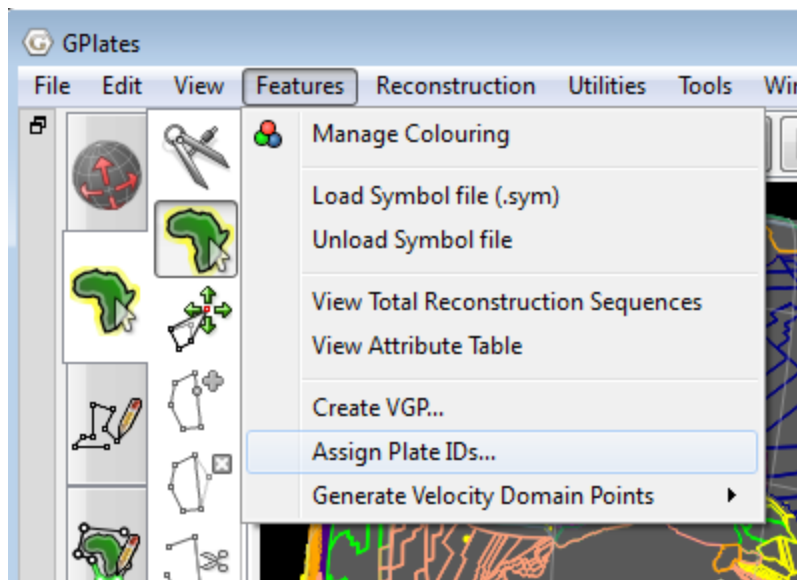 GPlates
File Edit View Features Reconstruction Utilities Tools
Manage Colouring
Load Symbol file (.sym)
Unload Symbol file
View Total Reconstruction Sequences
View Attribute Table
Create VGP...
Assign Plate IDs...
Generate Velocity Domain Points